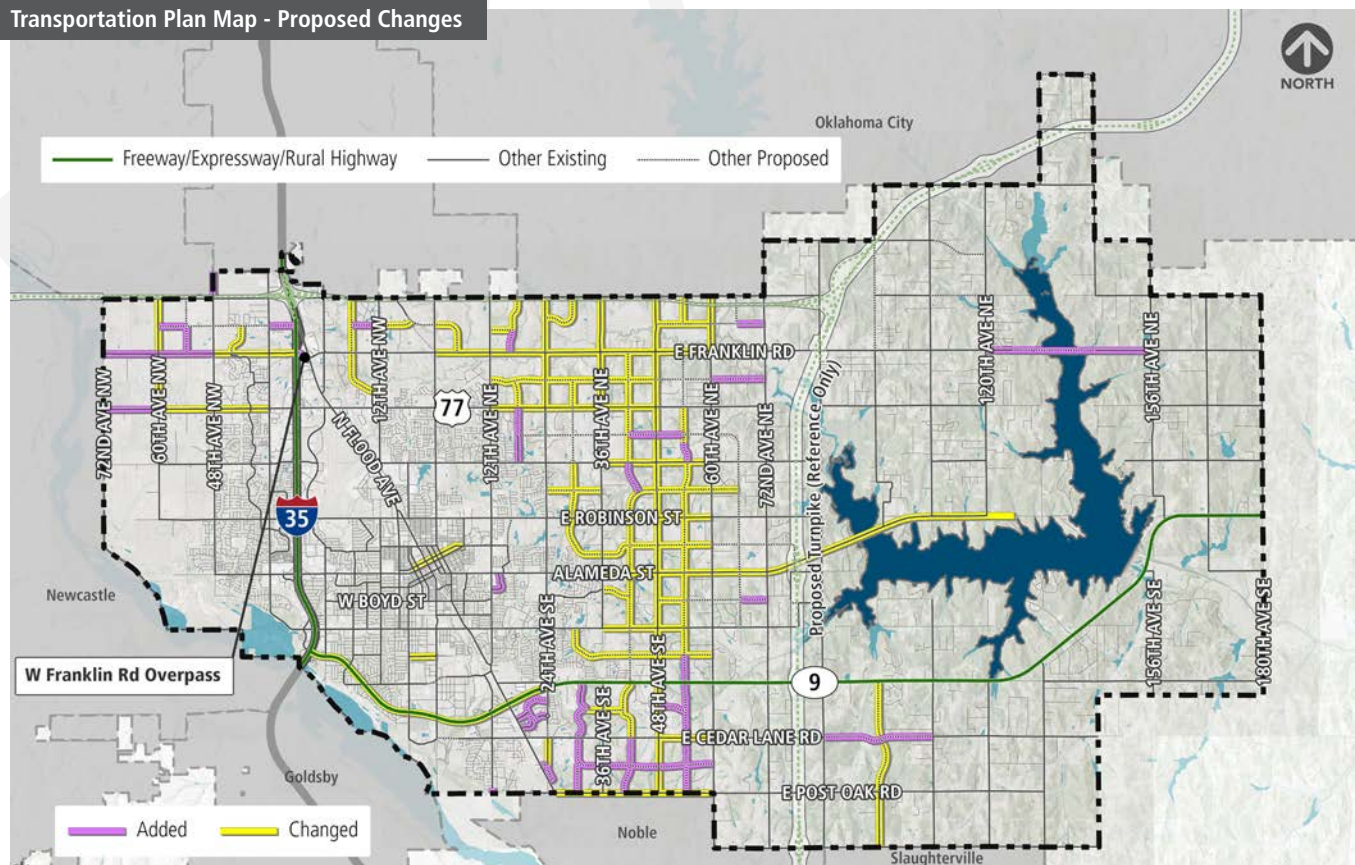 Transportation Plan Map - Proposed Changes
NORTH
Oklahoma City
Freeway/Expressway/Rural Highway
Other Existing
Other Proposed
E FRANKLIN RD
72ND AVE NW
60TH AVE NW
48TH AVE NW
12TH AVE NW
77
N FLOOD AVE
12TH AVE NE
36TH AVE NE
60TH AVE NE
72ND AVE NE
Proposed Turnpike (Reference Only)
120TH AVE NE
156TH AVE NE
35
E ROBINSON ST
ALAMEDA ST
W BOYD ST
Newcastle
W Franklin Rd Overpass
24TH AVE SE
36TH AVE SE
48TH AVE SE
9
156TH AVE SE
180TH AVE SE
E CEDAR LANE RD
E POST OAK RD
Goldsby
Added
Changed
Noble
Slaughterville